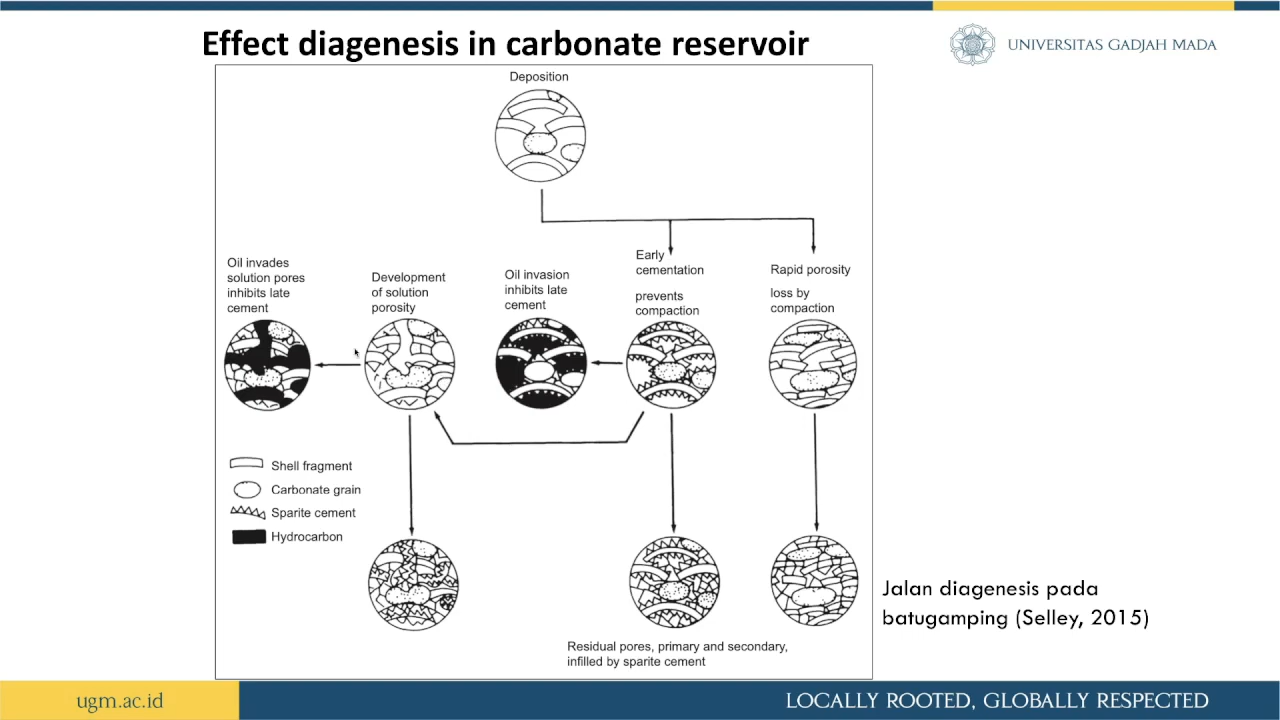 Effect diagenesis in carbonate reservoir
UNIVERSITAS GADJAH MADA
Deposition
Oil invades
solution pores
inhibits late
cement
Development
of solution
porosity
Oil invasion
inhibits late
cement
Early
cementation
prevents
compaction
Rapid porosity
loss by
compaction
Shell fragment
Carbonate grain
Sparite cement
Hydrocarbon
Residual pores, primary and secondary,
infilled by sparite cement
Jalan diagenesis pada
batugamping (Selley, 2015)
ugm.ac.id
LOCALLY ROOTED, GLOBALLY RESPECTED